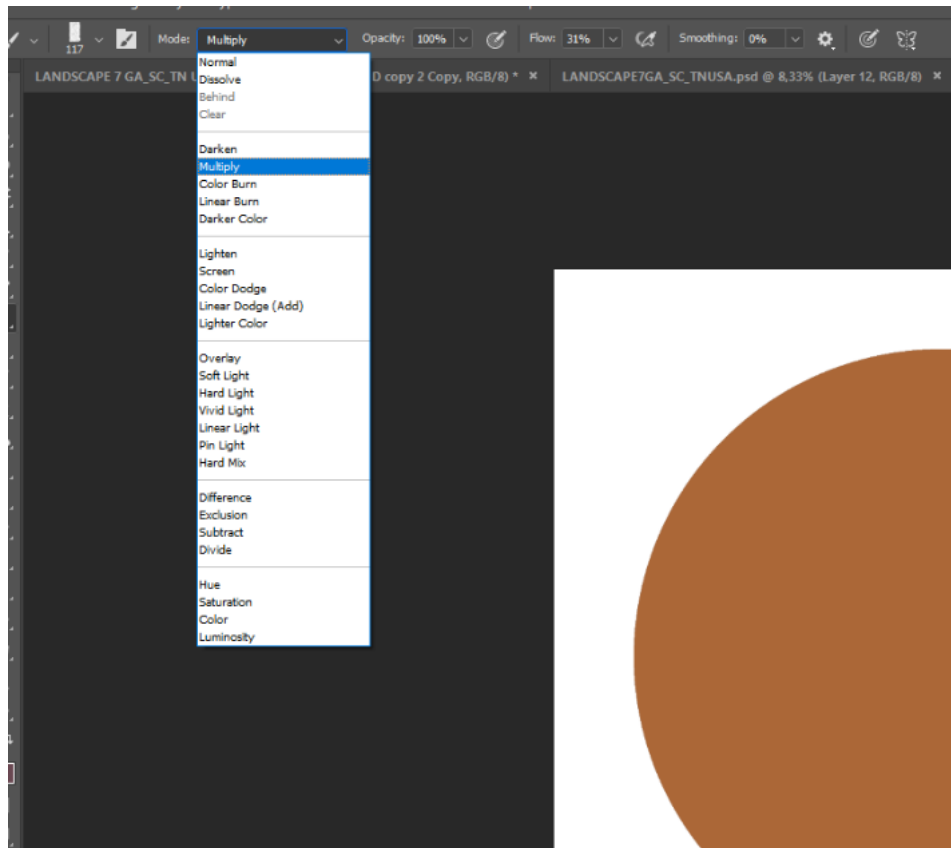 Mode: Multiply Opacity: 100% Flow: 31% Smoothing: 0%
117
LANDSCAPE 7 GA_SC_TN D copy 2 Copy, RGB/8) * × LANDSCAPE7GA_SC_TNUSA.psd @ 8,33% (Layer 12, RGB/8) ×
Normal
Dissolve
Behind
Clear
Darken
Multiply
Color Burn
Linear Burn
Darker Color
Lighten
Screen
Color Dodge
Linear Dodge (Add)
Lighter Color
Overlay
Soft Light
Hard Light
Vivid Light
Linear Light
Pin Light
Hard Mix
Difference
Exclusion
Subtract
Divide
Hue
Saturation
Color
Luminosity